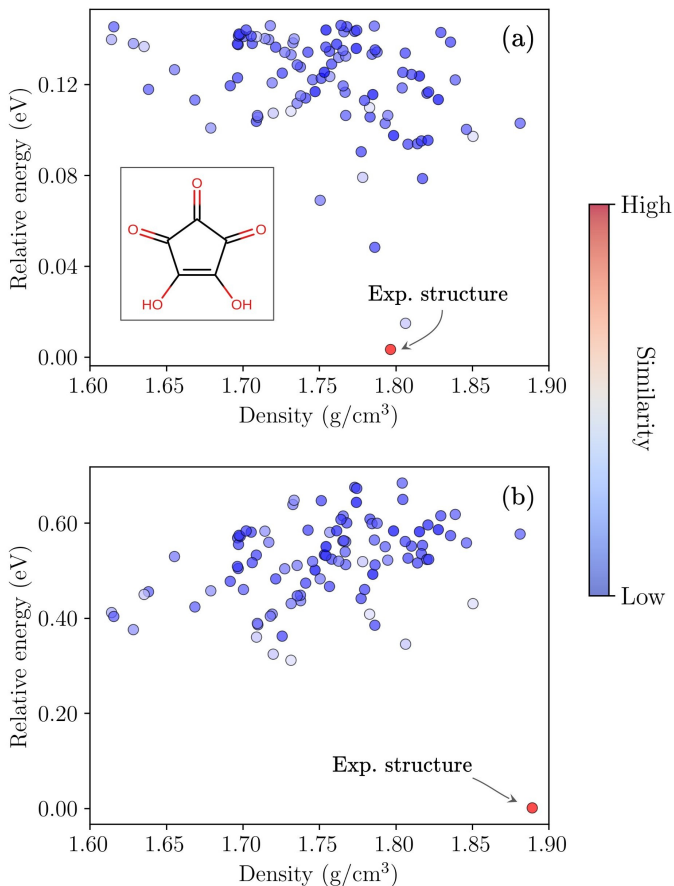 (a)
Relative energy (eV)
0.12
0.08
0.04
0.00
O
O
O
HO
OH
Exp. structure
1.60
1.65
1.70
1.75
1.80
1.85
1.90
Density (g/cm³)
High
Similarity
Low
(b)
Relative energy (eV)
0.60
0.40
0.20
0.00
Exp. structure
1.60
1.65
1.70
1.75
1.80
1.85
1.90
Density (g/cm³)